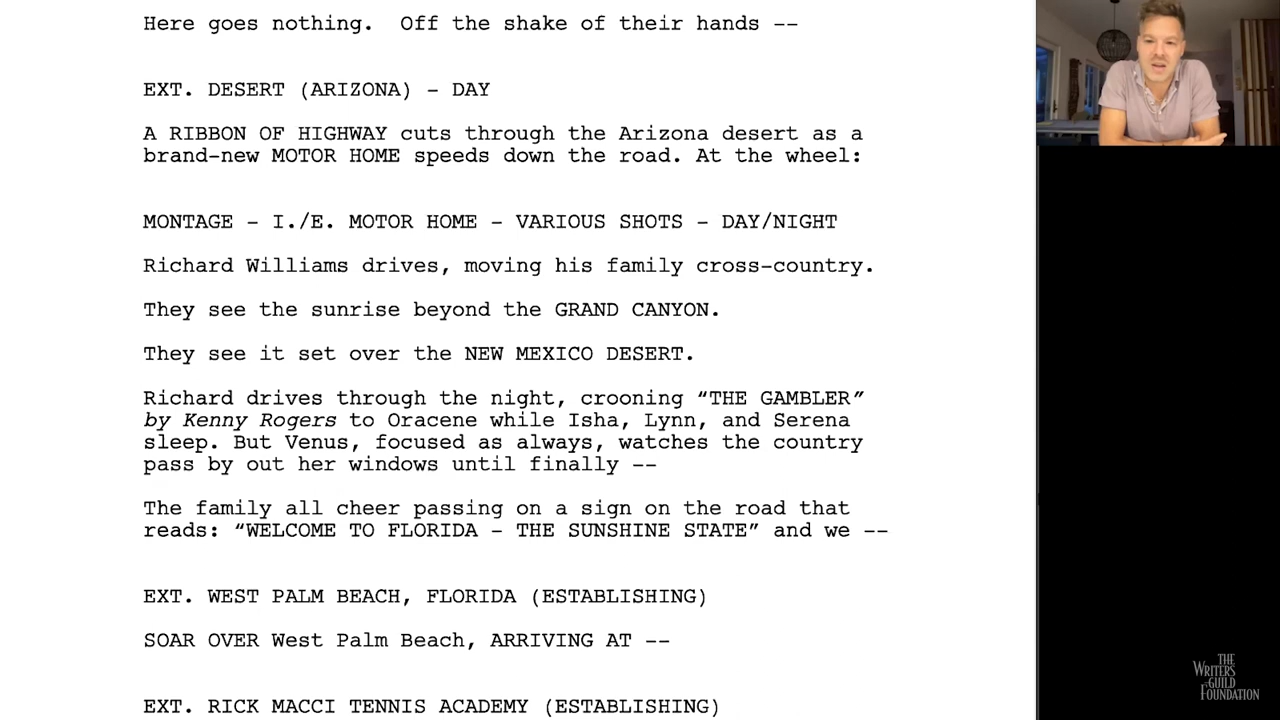 Here goes nothing.  Off the shake of their hands --
EXT. DESERT (ARIZONA) - DAY
A RIBBON OF HIGHWAY cuts through the Arizona desert as a
brand-new MOTOR HOME speeds down the road. At the wheel:
MONTAGE - I./E. MOTOR HOME - VARIOUS SHOTS - DAY/NIGHT
Richard Williams drives, moving his family cross-country.
They see the sunrise beyond the GRAND CANYON.
They see it set over the NEW MEXICO DESERT.
Richard drives through the night, crooning “THE GAMBLER”
by Kenny Rogers to Oracene while Isha, Lynn, and Serena
sleep. But Venus, focused as always, watches the country
pass by out her windows until finally --
The family all cheer passing on a sign on the road that
reads: “WELCOME TO FLORIDA - THE SUNSHINE STATE” and we --
EXT. WEST PALM BEACH, FLORIDA (ESTABLISHING)
SOAR OVER West Palm Beach, ARRIVING AT --
EXT. RICK MACCI TENNIS ACADEMY (ESTABLISHING)
THE
WRITERS
GUILD
FOUNDATION